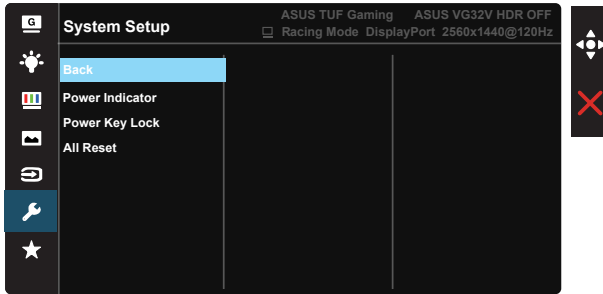 G
System Setup
ASUS TUF Gaming ASUS VG32V HDR OFF
Racing Mode DisplayPort 2560x1440@120Hz
Back
Power Indicator
Power Key Lock
All Reset